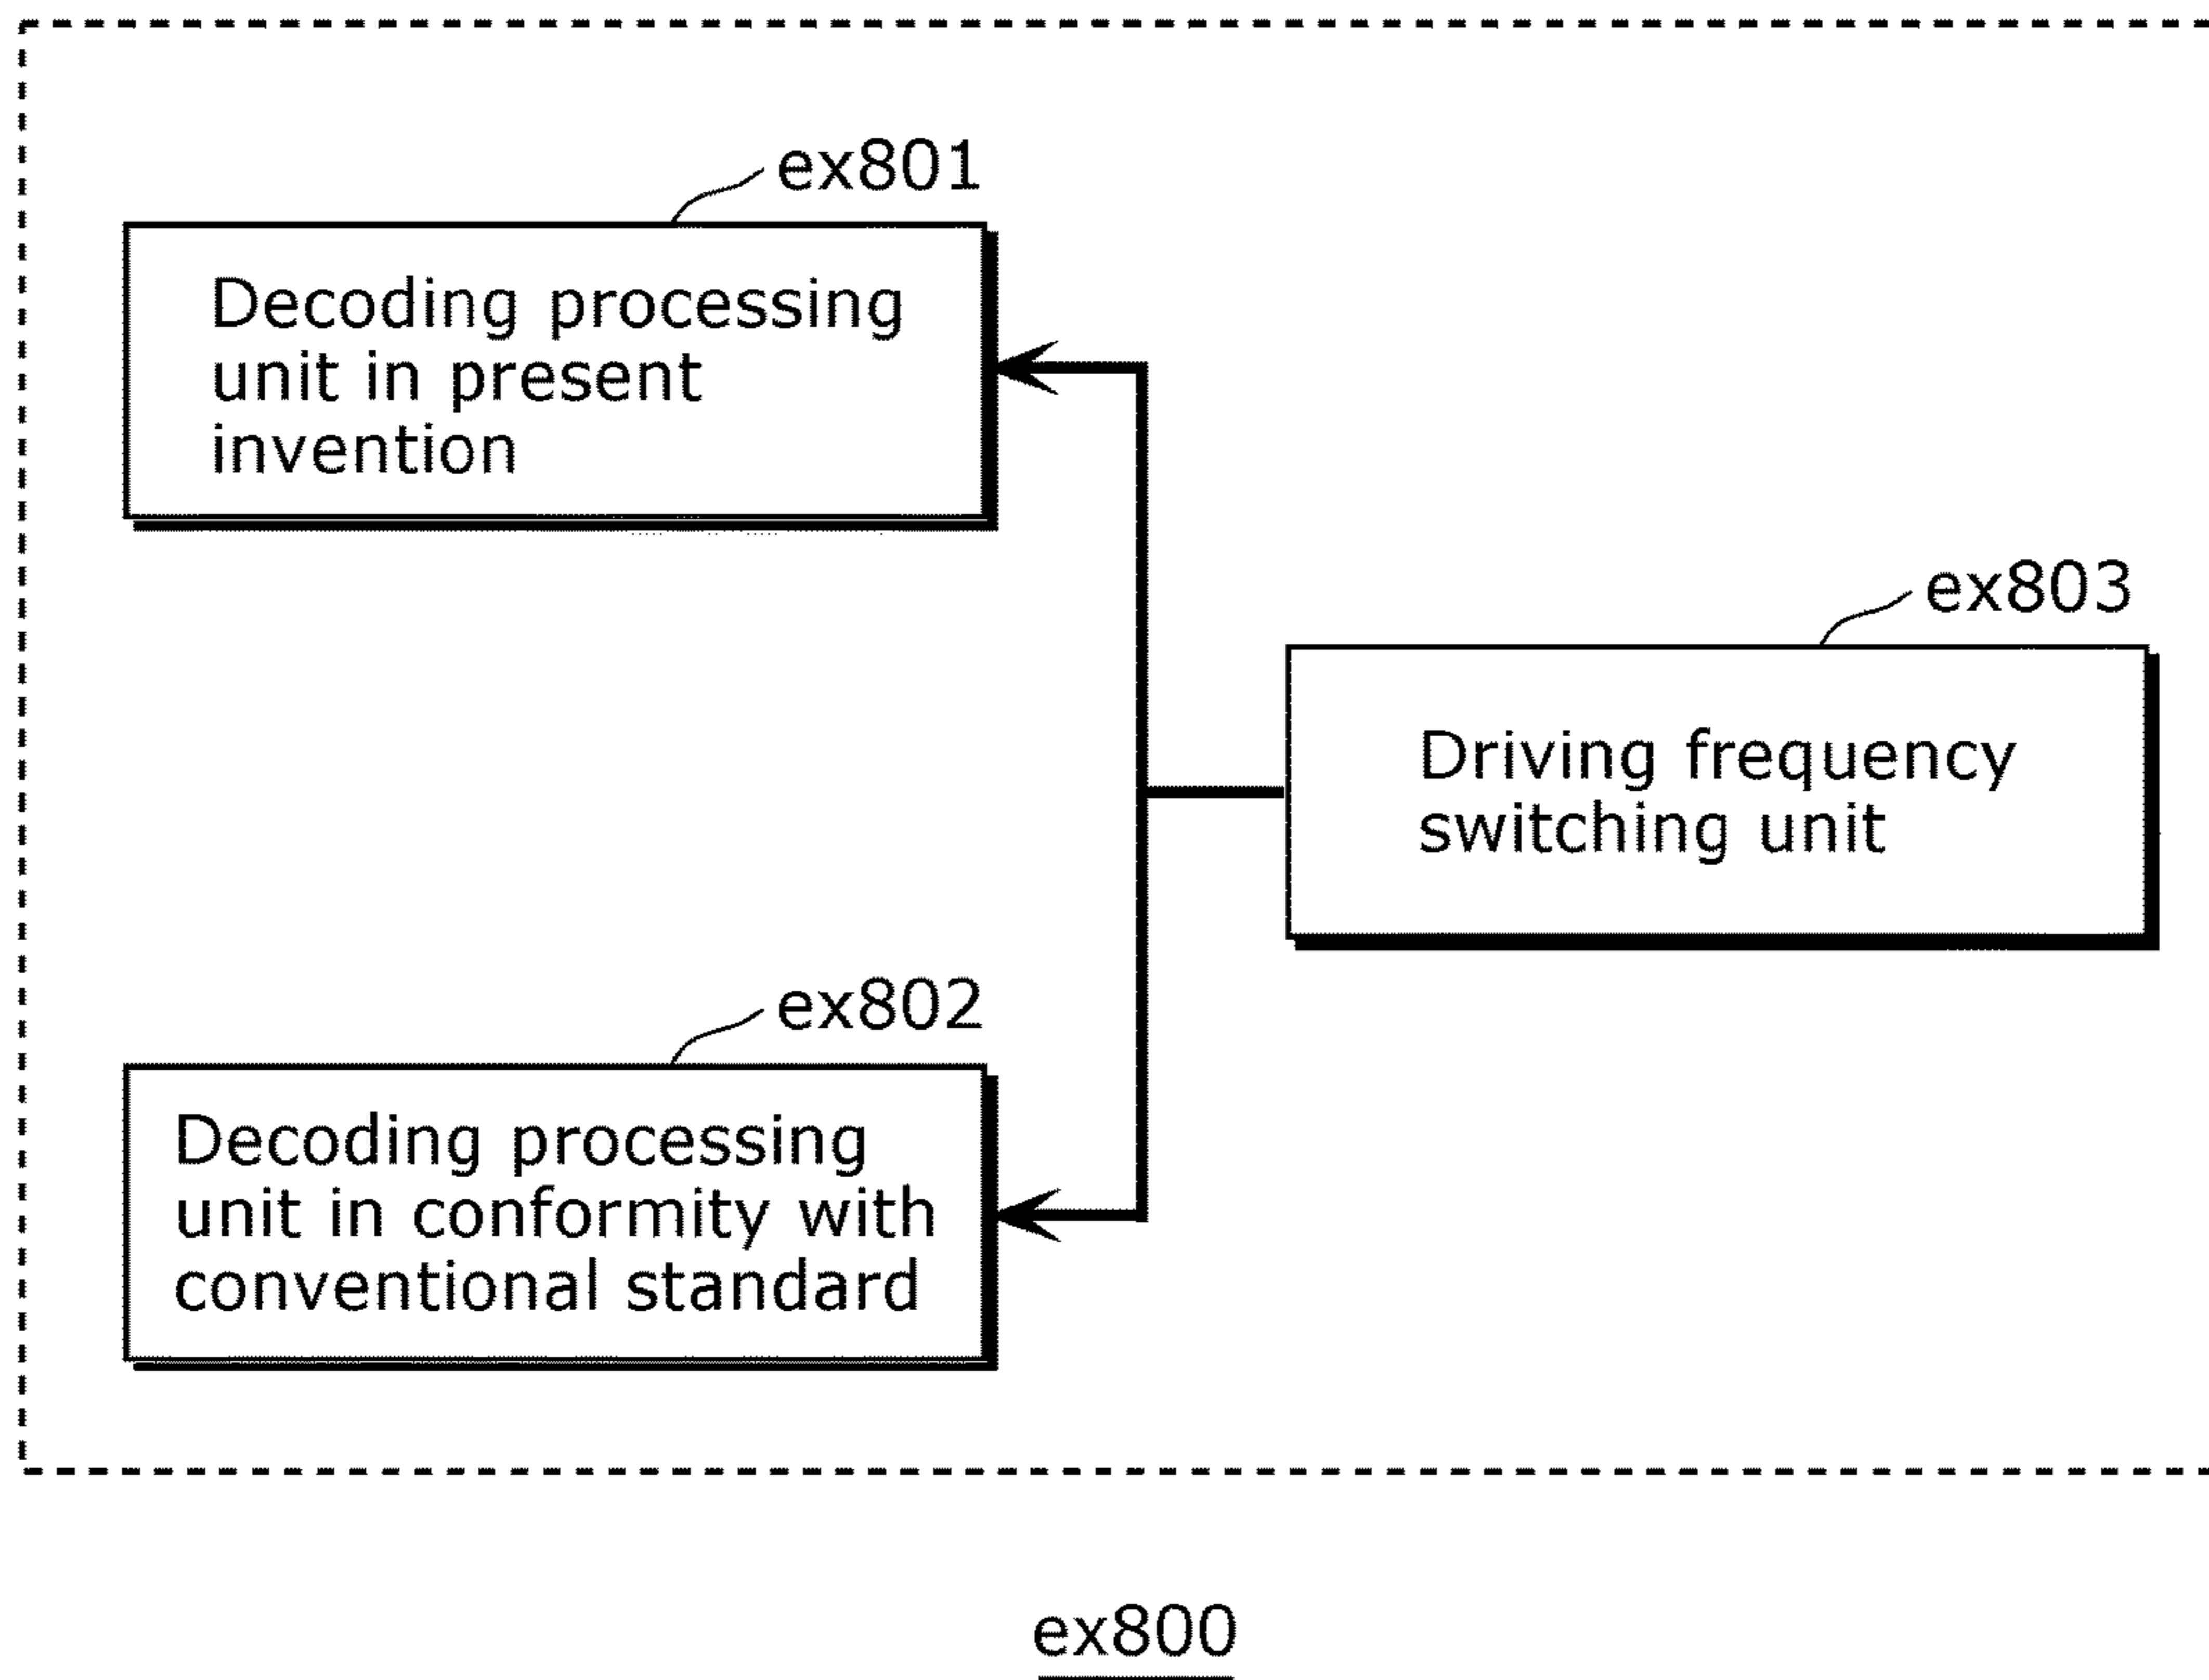 ex801
Decoding processing
unit in present
invention
ex803
Driving frequency
switching unit
ex802
Decoding processing
unit in conformity with
conventional standard
ex800